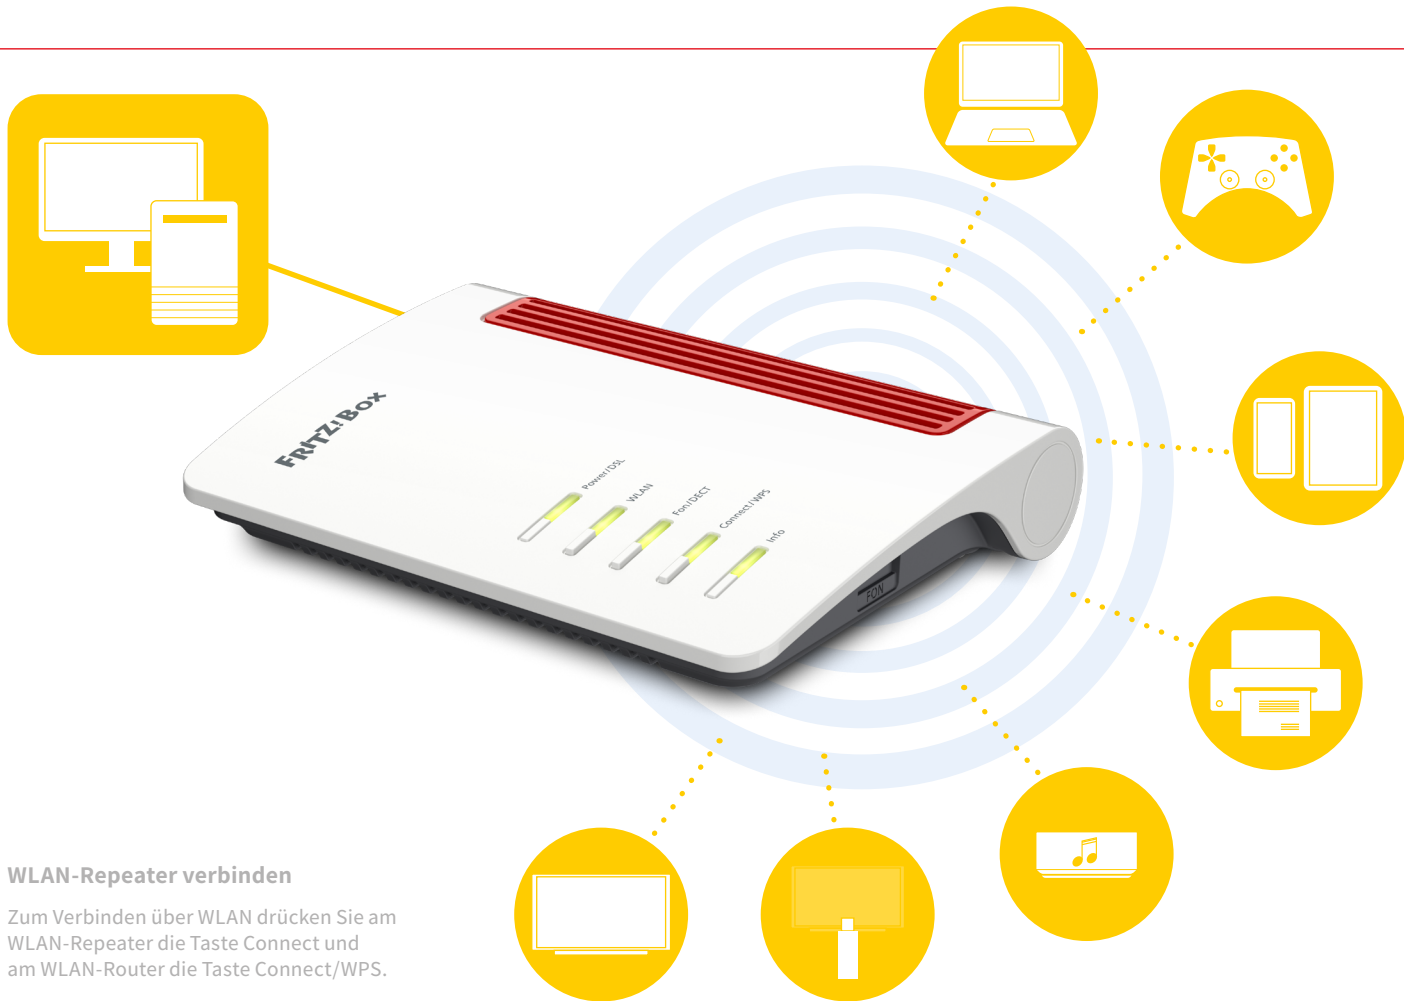 FRITZ!Box
Power/DSL
WLAN
Fon/DECT
Connect/WPS
Info
FON
WLAN-Repeater verbinden
Zum Verbinden über WLAN drücken Sie am
WLAN-Repeater die Taste Connect und
am WLAN-Router die Taste Connect/WPS.